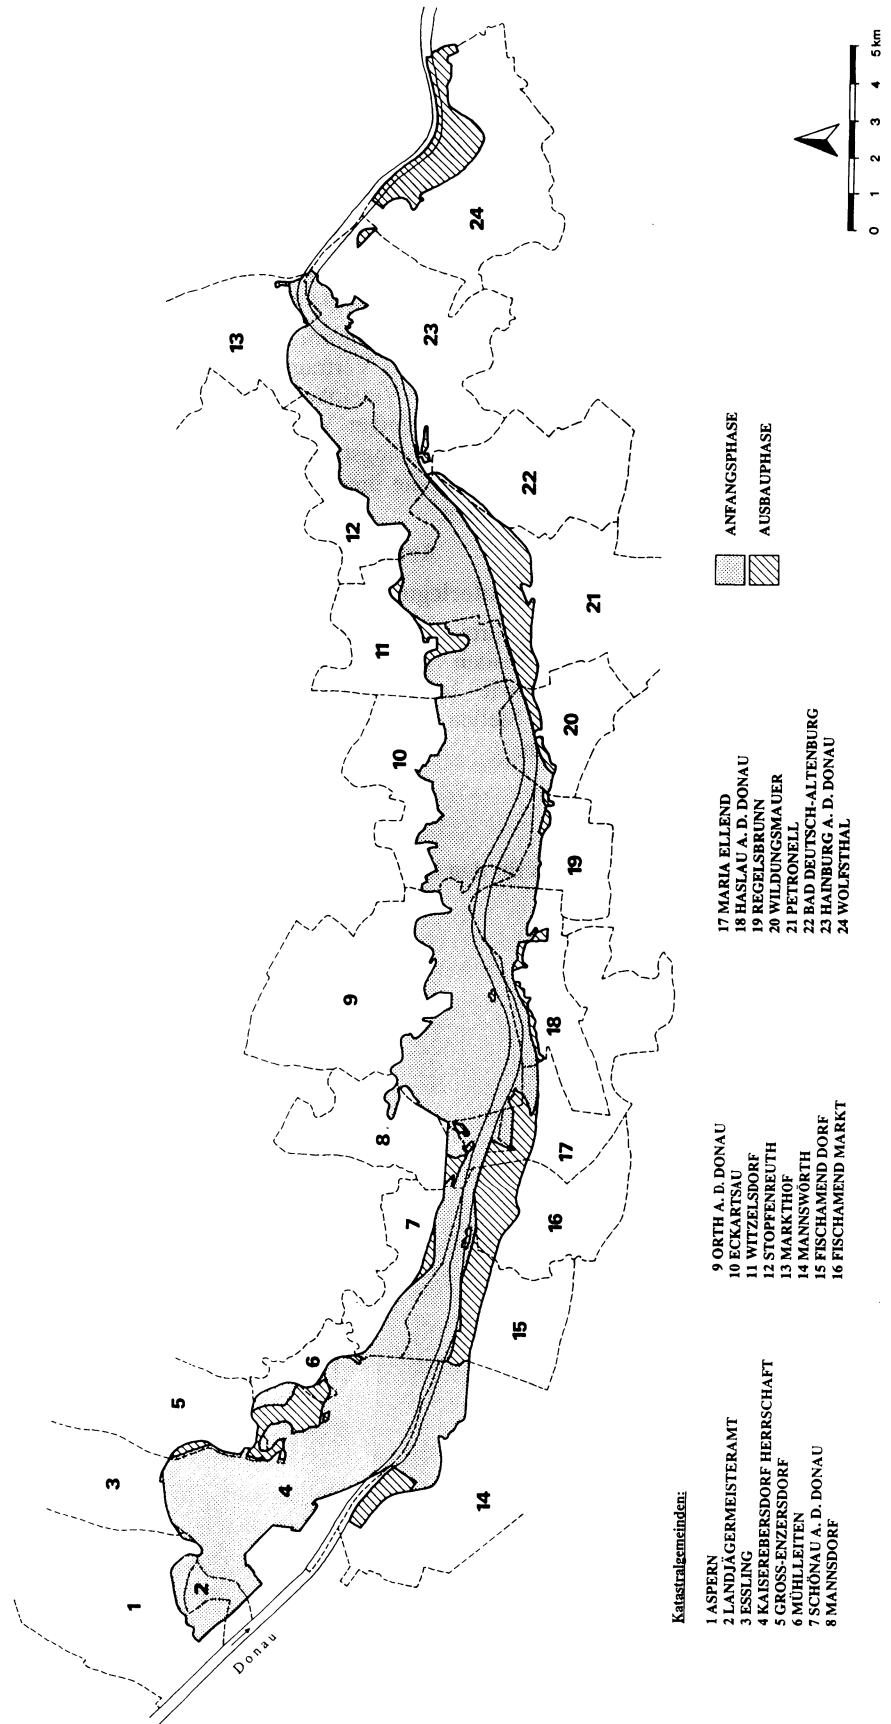 1
2
3
4
5
6
7
8
9
10
11
12
13
14
15
16
17
18
19
20
21
22
23
24
Donau
ANFANGSPHASE
AUSBAUPHASE
0 1 2 3 4 5 km
Katastralgemeinden:
1 ASPERN
2 LANDJÄGERMEISTERAMT
3 ESSLING
4 KAISEREBERSDORF HERRSCHAFT
5 GROSS-ENZERSDORF
6 MÜHLLEITEN
7 SCHÖNAU A. D. DONAU
8 MANNSDORF
9 ORTH A. D. DONAU
10 ECKARTSAU
11 WITZELSDORF
12 STOPFENREUTH
13 MARKTHOF
14 MANNSWÖRTH
15 FISCHAMEND DORF
16 FISCHAMEND MARKT
17 MARIA ELLEND
18 HASLAU A. D. DONAU
19 REGELSBRUNN
20 WILDUNGSMAUER
21 PETRONELL
22 BAD DEUTSCH-ALTENBURG
23 HAINBURG A. D. DONAU
24 WOLFSTHAL